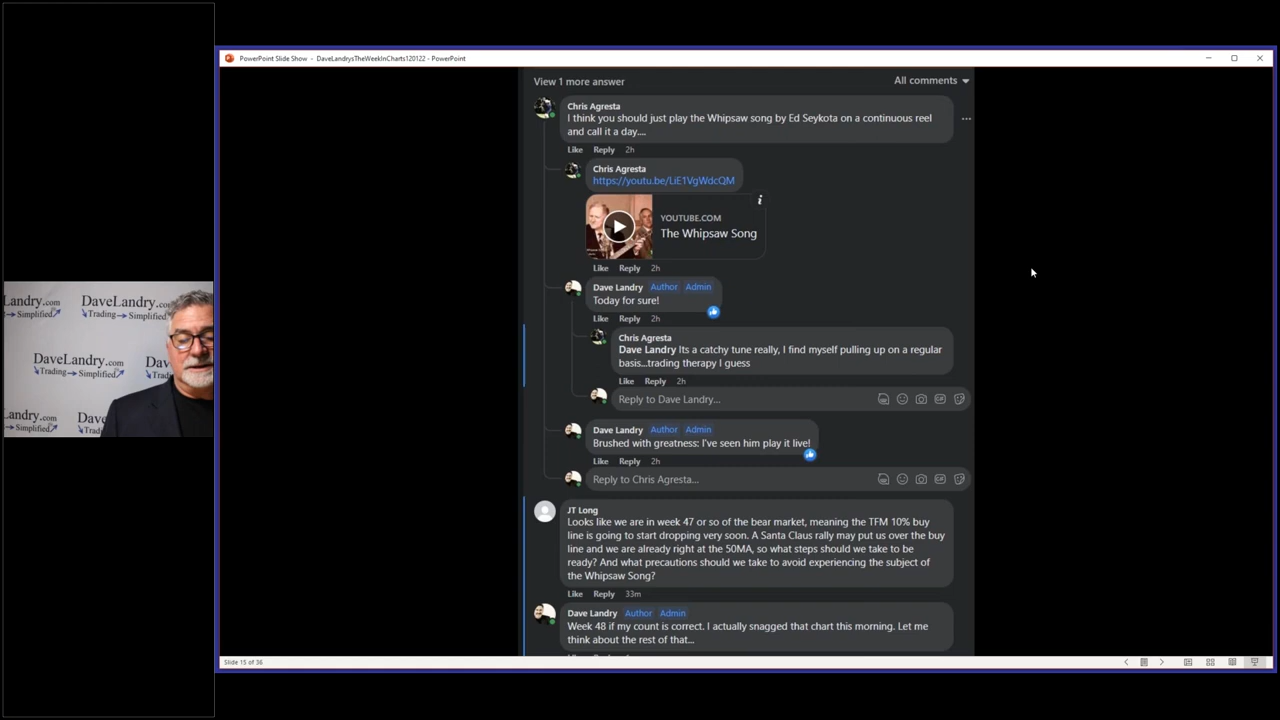 PowerPoint Slide Show - DaveLandrysTheWeekInCharts120122 - PowerPoint
View 1 more answer
All comments
Chris Agresta
I think you should just play the Whipsaw song by Ed Seykota on a continuous reel
and call it a day....
Like Reply 2h
Chris Agresta
https://youtu.be/LiE1VgWdcQM
YOUTUBE.COM
The Whipsaw Song
Like Reply 2h
Dave Landry Author Admin
Today for sure!
Like Reply 2h
Chris Agresta
Dave Landry Its a catchy tune really, I find myself pulling up on a regular
basis...trading therapy I guess
Like Reply 2h
Reply to Dave Landry...
Dave Landry Author Admin
Brushed with greatness: I've seen him play it live!
Like Reply 2h
Reply to Chris Agresta...
JT Long
Looks like we are in week 47 or so of the bear market, meaning the TFM 10% buy
line is going to start dropping very soon. A Santa Claus rally may put us over the buy
line and we are already right at the 50MA, so what steps should we take to be
ready? And what precautions should we take to avoid experiencing the subject of
the Whipsaw Song?
Like Reply 33m
Dave Landry Author Admin
Week 48 if my count is correct. I actually snagged that chart this morning. Let me
think about the rest of that...
Slide 15 of 36
Landry.com
Trading Simplified
DaveLandry.com
Trading Simplified
DaveLandry.com
Trading Simplified
Landry.com
Simplified